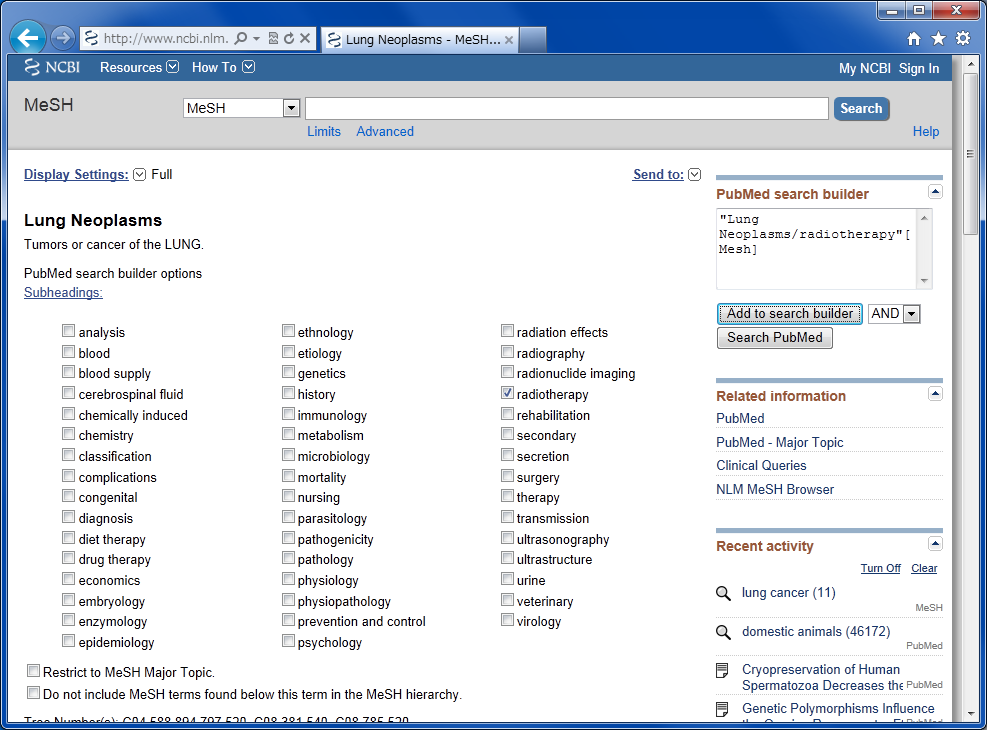 http://www.ncbi.nlm.
Lung Neoplasms - MeSH...
NCBI Resources How To My NCBI Sign In
MeSH MeSH Search
Limits Advanced Help
Display Settings: Full Send to:
Lung Neoplasms
Tumors or cancer of the LUNG.
PubMed search builder options
Subheadings:
analysis
blood
blood supply
cerebrospinal fluid
chemically induced
chemistry
classification
complications
congenital
diagnosis
diet therapy
drug therapy
economics
embryology
enzymology
epidemiology
ethnology
etiology
genetics
history
immunology
metabolism
microbiology
mortality
nursing
parasitology
pathogenicity
pathology
physiology
physiopathology
prevention and control
psychology
radiation effects
radiography
radionuclide imaging
radiotherapy
rehabilitation
secondary
secretion
surgery
therapy
transmission
ultrasonography
ultrastructure
urine
veterinary
virology
Restrict to MeSH Major Topic.
Do not include MeSH terms found below this term in the MeSH hierarchy.
Tree Number(s): C04.588.894.797.520, C08.381.540, C08.785.520
PubMed search builder
"Lung
Neoplasms/radiotherapy"[
Mesh]
Add to search builder AND
Search PubMed
Related information
PubMed
PubMed - Major Topic
Clinical Queries
NLM MeSH Browser
Recent activity
Turn Off Clear
lung cancer (11)
MeSH
domestic animals (46172)
PubMed
Cryopreservation of Human
Spermatozoa Decreases the PubMed
Genetic Polymorphisms Influence